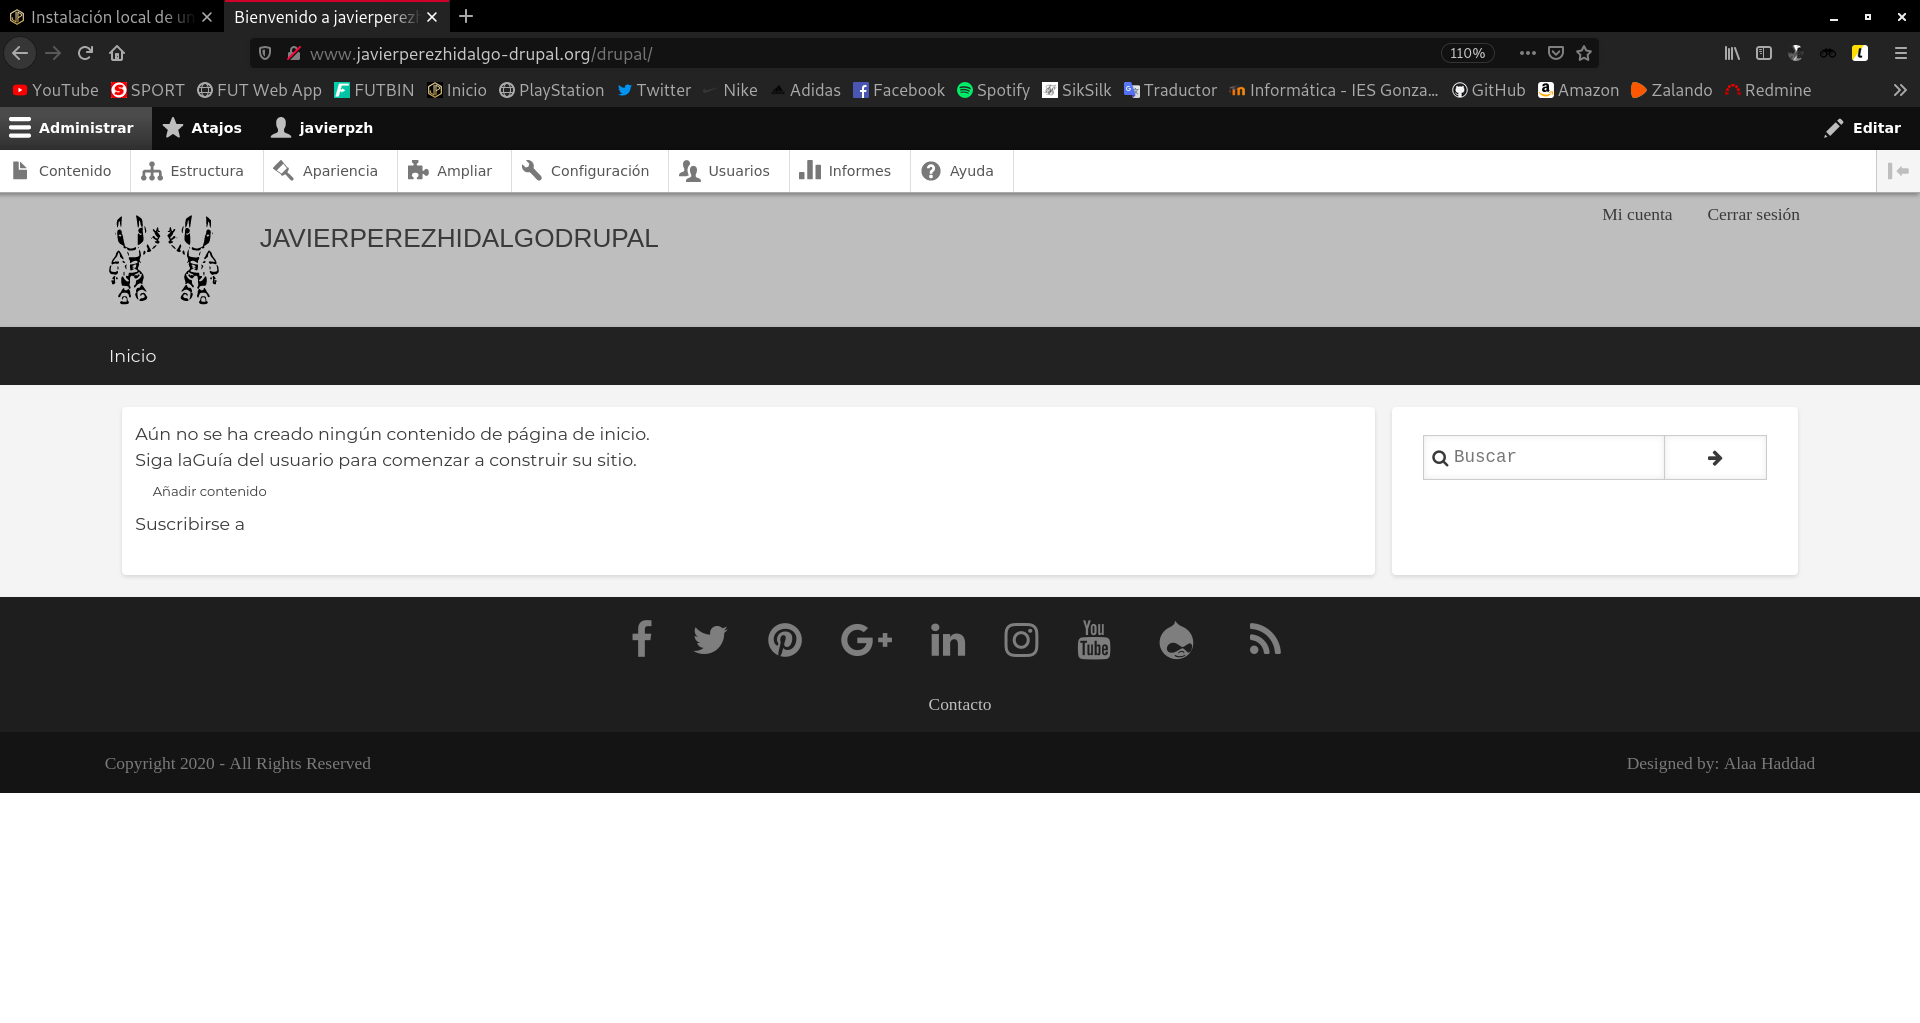 Instalación local de un
Bienvenido a javierperezh
www.javierperezhidalgo-drupal.org/drupal/
110%
YouTube SPORT FUT Web App FUTBIN Inicio PlayStation Twitter Nike Adidas Facebook Spotify SikSilk Traductor Informática - IES Gonza... GitHub Amazon Zalando Redmine
Administrar Atajos javierpzh Editar
Contenido Estructura Apariencia Ampliar Configuración Usuarios Informes Ayuda
Mi cuenta Cerrar sesión
JAVIERPEREZHIDALGODRUPAL
Inicio
Aún no se ha creado ningún contenido de página de inicio.
Siga laGuía del usuario para comenzar a construir su sitio.
Añadir contenido
Suscribirse a
Buscar
You
Tube
Contacto
Copyright 2020 - All Rights Reserved
Designed by: Alaa Haddad